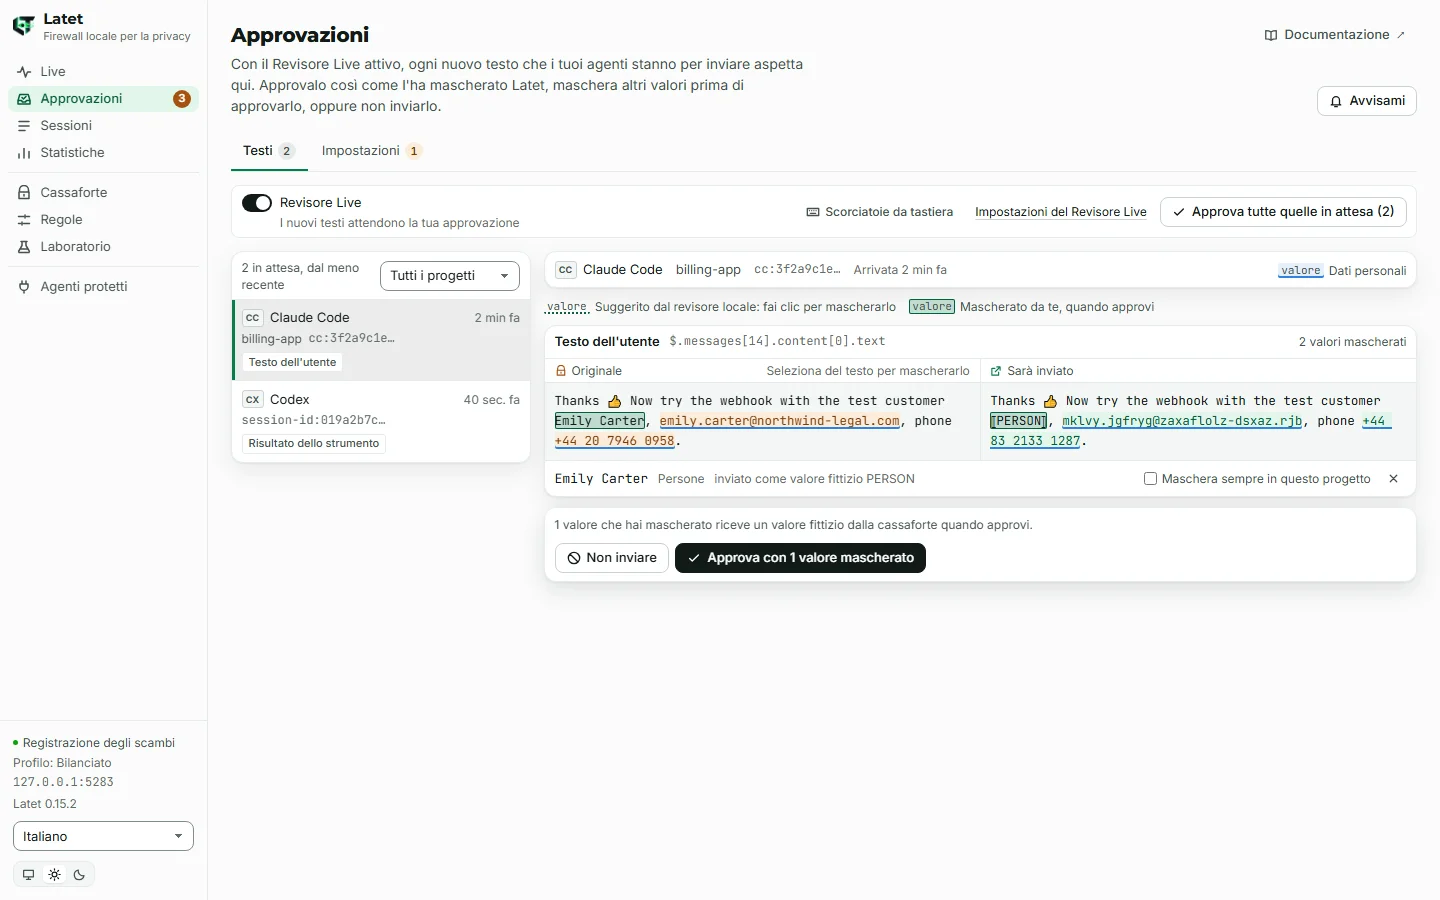 Latet
Firewall locale per la privacy
Live
Approvazioni 3
Sessioni
Statistiche
Cassaforte
Regole
Laboratorio
Agenti protetti
Registrazione degli scambi
Profilo: Bilanciato
127.0.0.1:5283
Latet 0.15.2
Italiano
Approvazioni
Documentazione ↗
Con il Revisore Live attivo, ogni nuovo testo che i tuoi agenti stanno per inviare aspetta
qui. Approvalo così come l'ha mascherato Latet, maschera altri valori prima di
approvarlo, oppure non inviarlo.
Avvisami
Testi 2 Impostazioni 1
Revisore Live
I nuovi testi attendono la tua approvazione
Scorciatoie da tastiera Impostazioni del Revisore Live Approva tutte quelle in attesa (2)
2 in attesa, dal meno
recente
Tutti i progetti
CC Claude Code 2 min fa
billing-app cc:3f2a9c1e…
Testo dell'utente
CX Codex 40 sec. fa
session-id:019a2b7c…
Risultato dello strumento
CC Claude Code billing-app cc:3f2a9c1e… Arrivata 2 min fa valore Dati personali
valore Suggerito dal revisore locale: fai clic per mascherarlo valore Mascherato da te, quando approvi
Testo dell'utente $.messages[14].content[0].text 2 valori mascherati
Originale Seleziona del testo per mascherarlo
Thanks 👍 Now try the webhook with the test customer
Emily Carter, emily.carter@northwind-legal.com, phone
+44 20 7946 0958.
Sarà inviato
Thanks 👍 Now try the webhook with the test customer
[PERSON], mklvy.jgfryg@zaxaflolz-dsxaz.rjb, phone +44
83 2133 1287.
Emily Carter Persone inviato come valore fittizio PERSON Maschera sempre in questo progetto
1 valore che hai mascherato riceve un valore fittizio dalla cassaforte quando approvi.
Non inviare Approva con 1 valore mascherato